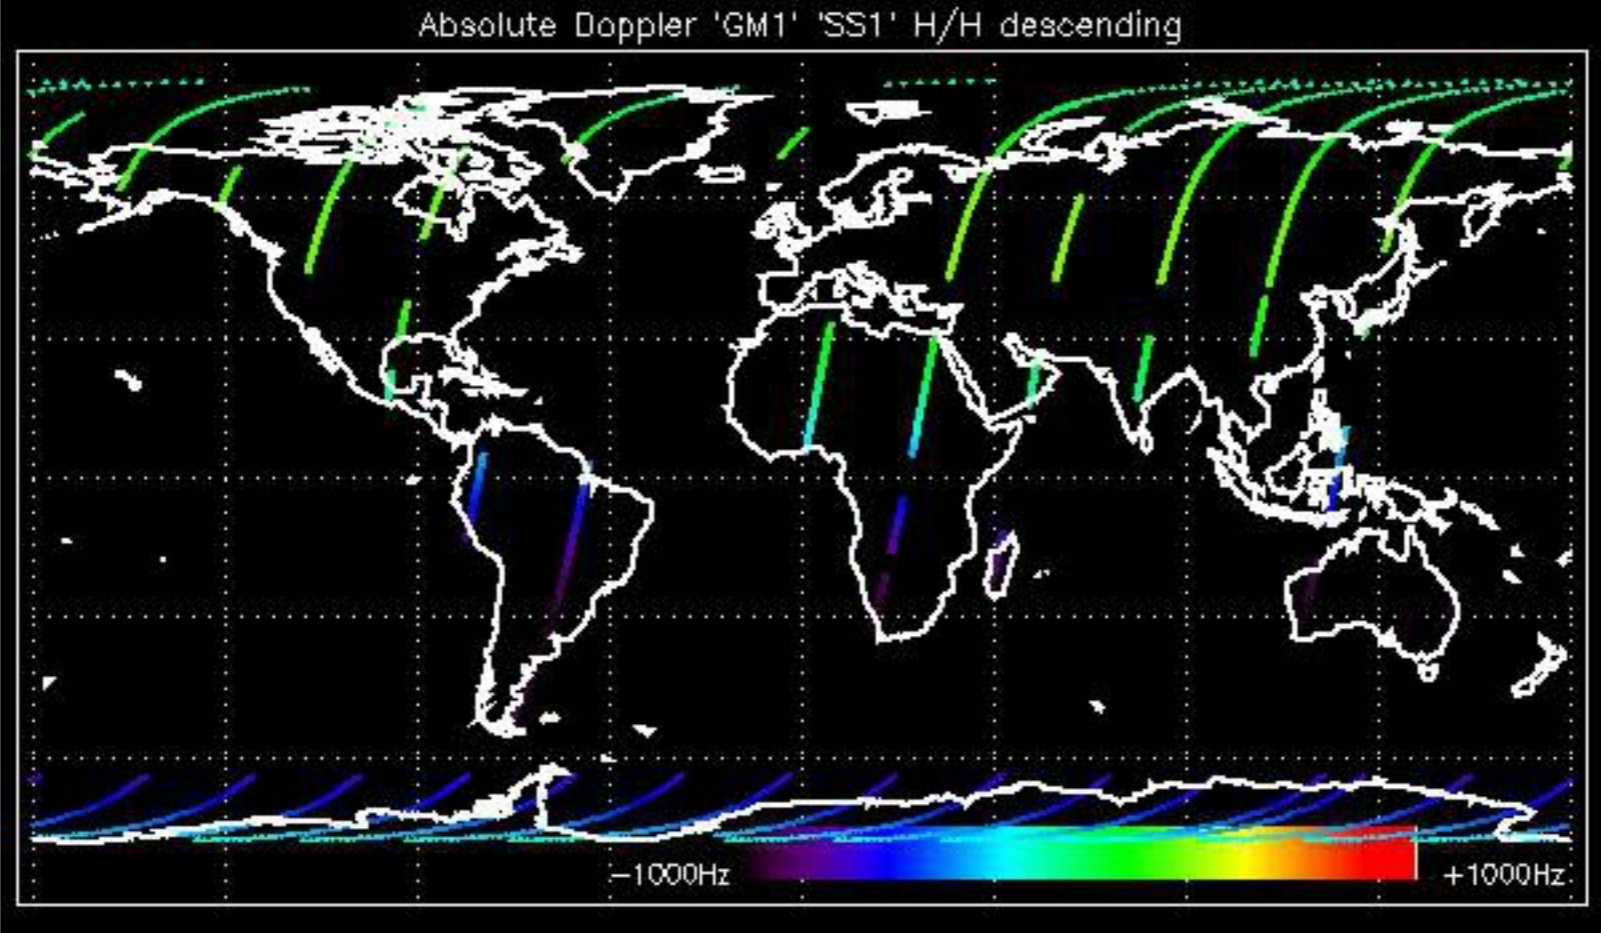 Absolute Doppler 'GM1' 'SS1' H/H descending
−1000Hz +1000Hz